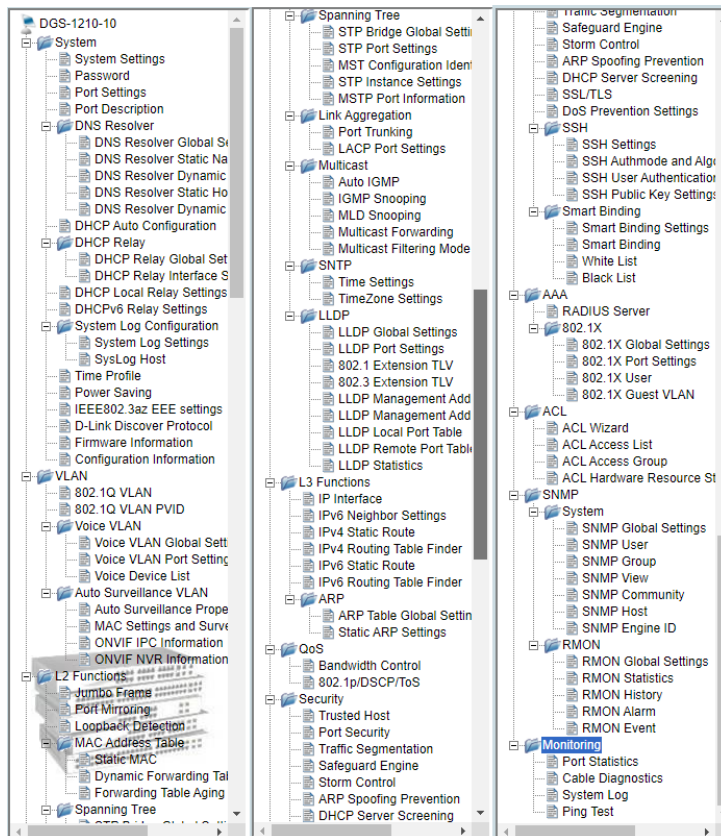 DGS-1210-10
System
System Settings
Password
Port Settings
Port Description
DNS Resolver
DNS Resolver Global Se
DNS Resolver Static Na
DNS Resolver Dynamic
DNS Resolver Static Ho
DNS Resolver Dynamic
DHCP Auto Configuration
DHCP Relay
DHCP Relay Global Set
DHCP Relay Interface S
DHCP Local Relay Settings
DHCPv6 Relay Settings
System Log Configuration
System Log Settings
SysLog Host
Time Profile
Power Saving
IEEE802.3az EEE settings
D-Link Discover Protocol
Firmware Information
Configuration Information
VLAN
802.1Q VLAN
802.1Q VLAN PVID
Voice VLAN
Voice VLAN Global Setti
Voice VLAN Port Setting
Voice Device List
Auto Surveillance VLAN
Auto Surveillance Prope
MAC Settings and Surve
ONVIF IPC Information
ONVIF NVR Information
L2 Functions
Jumbo Frame
Port Mirroring
Loopback Detection
MAC Address Table
Static MAC
Dynamic Forwarding Tal
Forwarding Table Aging
Spanning Tree
STP Bridge Global Setti
Spanning Tree
STP Bridge Global Setti
STP Port Settings
MST Configuration Iden
STP Instance Settings
MSTP Port Information
Link Aggregation
Port Trunking
LACP Port Settings
Multicast
Auto IGMP
IGMP Snooping
MLD Snooping
Multicast Forwarding
Multicast Filtering Mode
SNTP
Time Settings
TimeZone Settings
LLDP
LLDP Global Settings
LLDP Port Settings
802.1 Extension TLV
802.3 Extension TLV
LLDP Management Add
LLDP Management Add
LLDP Local Port Table
LLDP Remote Port Table
LLDP Statistics
L3 Functions
IP Interface
IPv6 Neighbor Settings
IPv4 Static Route
IPv4 Routing Table Finder
IPv6 Static Route
IPv6 Routing Table Finder
ARP
ARP Table Global Settin
Static ARP Settings
QoS
Bandwidth Control
802.1p/DSCP/ToS
Security
Trusted Host
Port Security
Traffic Segmentation
Safeguard Engine
Storm Control
ARP Spoofing Prevention
DHCP Server Screening
Traffic Segmentation
Safeguard Engine
Storm Control
ARP Spoofing Prevention
DHCP Server Screening
SSL/TLS
DoS Prevention Settings
SSH
SSH Settings
SSH Authmode and Algo
SSH User Authentication
SSH Public Key Settings
Smart Binding
Smart Binding Settings
Smart Binding
White List
Black List
AAA
RADIUS Server
802.1X
802.1X Global Settings
802.1X Port Settings
802.1X User
802.1X Guest VLAN
ACL
ACL Wizard
ACL Access List
ACL Access Group
ACL Hardware Resource St
SNMP
System
SNMP Global Settings
SNMP User
SNMP Group
SNMP View
SNMP Community
SNMP Host
SNMP Engine ID
RMON
RMON Global Settings
RMON Statistics
RMON History
RMON Alarm
RMON Event
Monitoring
Port Statistics
Cable Diagnostics
System Log
Ping Test